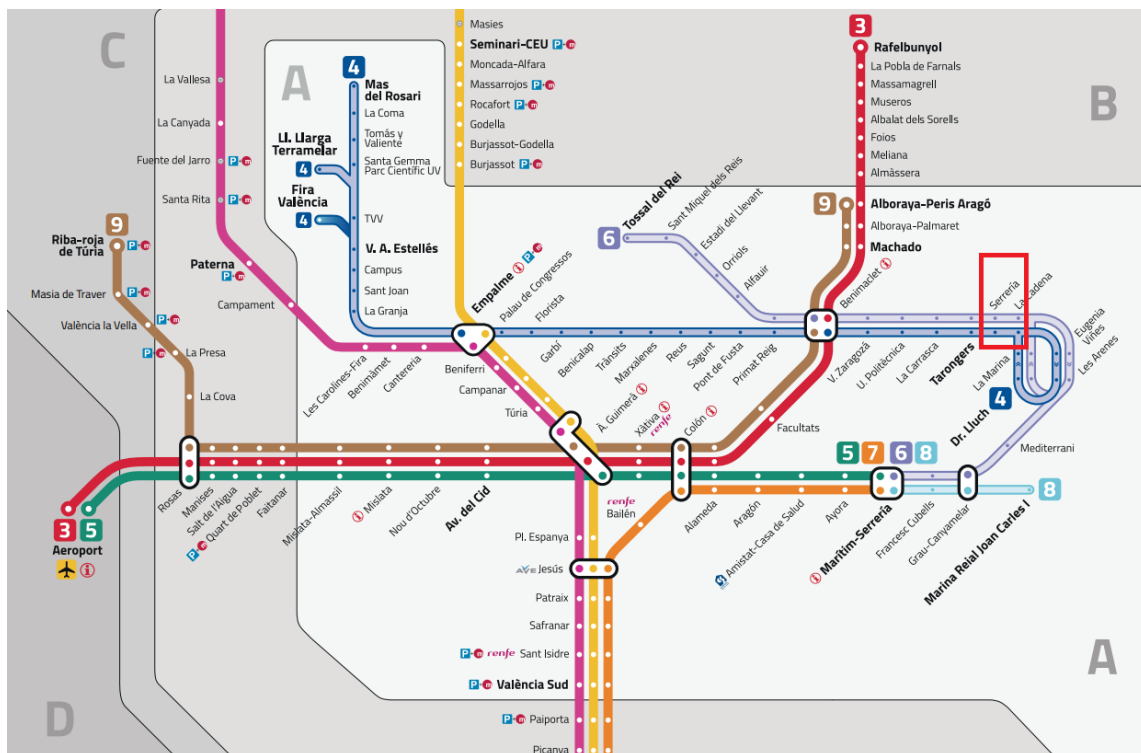 C
A
B
D
A
La Vallesa
La Canyada
Fuente del Jarro
P m
Santa Rita
P m
9
Riba-roja
de Túria
P m
Masia de Traver
P m
València la Vella
P m
P m
La Presa
La Cova
Paterna
P m
Campament
4
Mas
del Rosari
La Coma
Tomás y
Valiente
Ll. Llarga
Terramelar
4
Santa Gemma
Parc Científic UV
Fira
València
4
TVV
V. A. Estellés
Campus
Sant Joan
La Granja
Masies
Seminari-CEU P m
Moncada-Alfara
Massarrojos P m
Rocafort P m
Godella
Burjassot-Godella
Burjassot P m
Empalme i P m
Palau de Congressos
Florista
Garbí
Benicalap
Trànsits
Marxalenes
Reus
Sagunt
Pont de Fusta
Primat Reig
Les Carolines-Fira
Benimàmet
Cantereria
Beniferri
Campanar
Túria
3
Rafelbunyol
La Pobla de Farnals
Massamagrell
Museros
Albalat dels Sorells
Foios
Meliana
Almàssera
9
Alboraya-Peris Aragó
Alboraya-Palmaret
Machado
Benimaclet i
6
Tossal del Rei
Sant Miquel dels Reis
Estadi del Llevant
Orriols
Alfauir
V. Zaragozá
U. Politècnica
La Carrasca
Tarongers
Serrería
La Cadena
Eugenia
Viñes
Les Arenes
La Marina
Dr. Lluch
4
Mediterrani
À. Guimerà i
Xàtiva i
renfe
Colón i
Facultats
Rosas
Manises
Salt de l'Aigua
P m Quart de Poblet
Faitanar
Mislata-Almassil
i Mislata
Nou d'Octubre
Av. del Cid
3 5
Aeroport
i
renfe
Bailén
Alameda
Aragón
Amistat-Casa de Salud
Ayora
5 7 6 8
i Marítim-Serrería
Francesc Cubells
Grau-Canyamelar
Marina Reial Joan Carles I
8
Pl. Espanya
AVE Jesús
Patraix
Safranar
P m renfe Sant Isidre
P m València Sud
P m Paiporta
Picanya